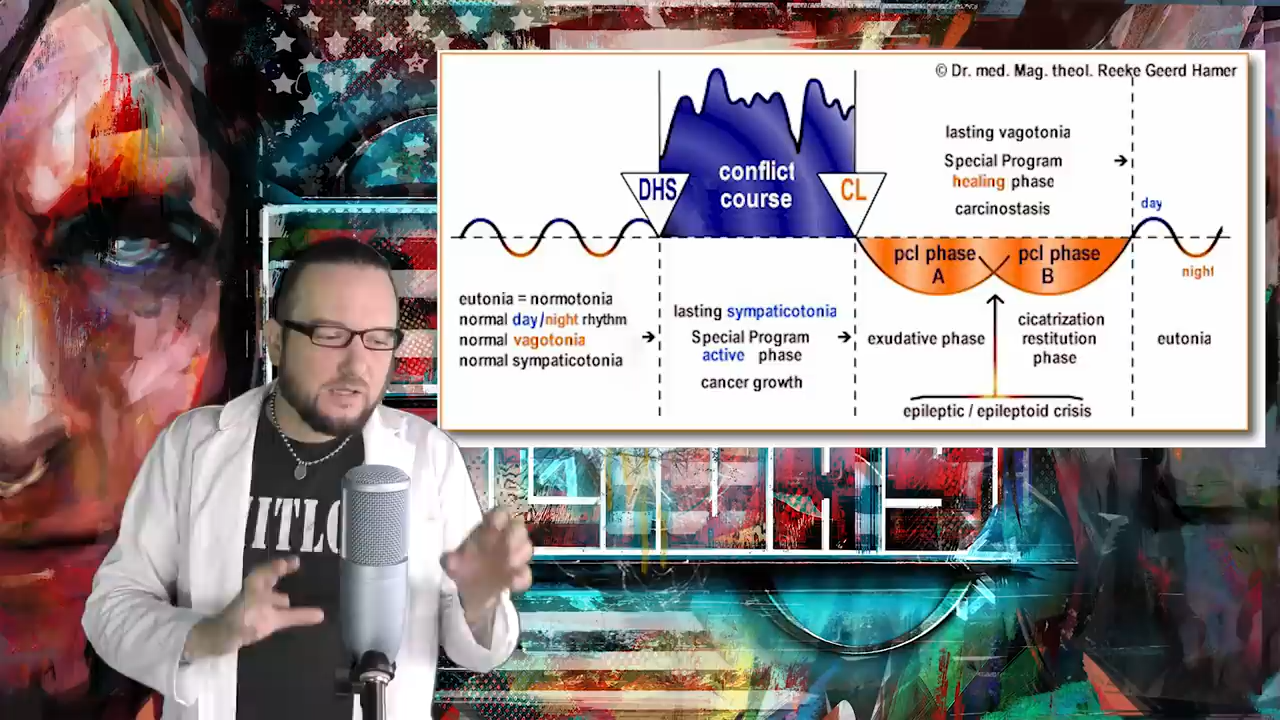 © Dr. med. Mag. theol. Reeke Geerd Hamer
lasting vagotonia
Special Program
healing phase
carcinostasis
conflict
course
DHS
CL
day
night
pcl phase
A
pcl phase
B
eutonia = normotonia
normal day/night rhythm
normal vagotonia
normal sympaticotonia
lasting sympaticotonia
Special Program
active phase
cancer growth
exudative phase
cicatrization
restitution
phase
eutonia
epileptic / epileptoid crisis